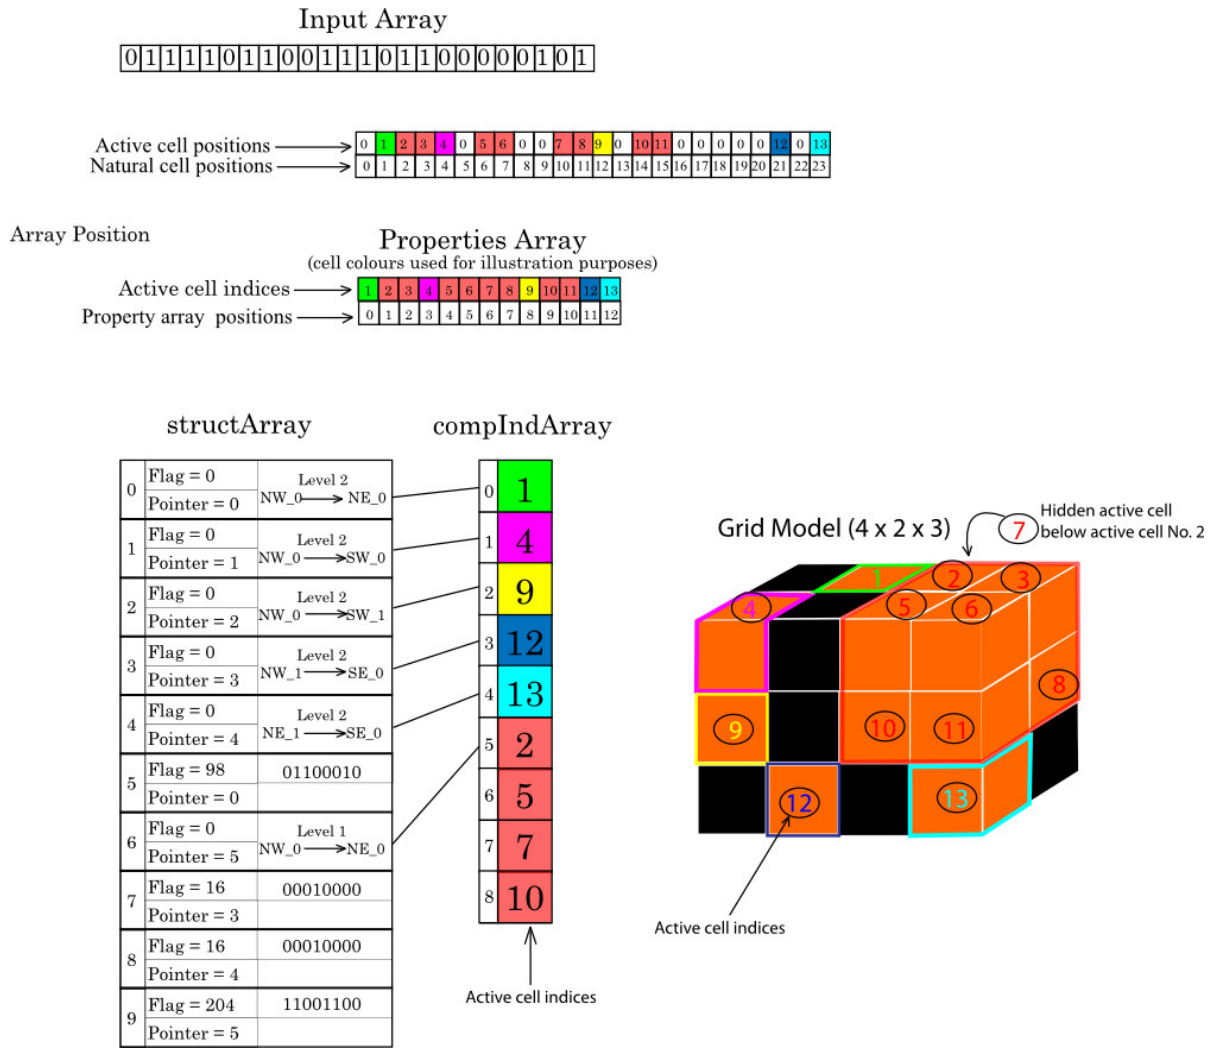 Input Array
0 1 1 1 1 0 1 1 0 0 1 1 1 0 1 1 0 0 0 0 0 1 0 1
Active cell positions 0 1 2 3 4 0 5 6 0 0 7 8 9 0 10 11 0 0 0 0 0 12 0 13
Natural cell positions 0 1 2 3 4 5 6 7 8 9 10 11 12 13 14 15 16 17 18 19 20 21 22 23
Array Position
Properties Array
(cell colours used for illustration purposes)
Active cell indices 1 2 3 4 5 6 7 8 9 10 11 12 13
Property array positions 0 1 2 3 4 5 6 7 8 9 10 11 12
structArray
0
Flag = 0
Pointer = 0
Level 2
NW_0 NE_0
1
Flag = 0
Pointer = 1
Level 2
NW_0 SW_0
2
Flag = 0
Pointer = 2
Level 2
NW_0 SW_1
3
Flag = 0
Pointer = 3
Level 2
NW_1 SE_0
4
Flag = 0
Pointer = 4
Level 2
NE_1 SE_0
5
Flag = 98
01100010
Pointer = 0
6
Flag = 0
Pointer = 5
Level 1
NW_0 NE_0
7
Flag = 16
00010000
Pointer = 3
8
Flag = 16
00010000
Pointer = 4
9
Flag = 204
11001100
Pointer = 5
compIndArray
0 1
1 4
2 9
3 12
4 13
5 2
6 5
7 7
8 10
Active cell indices
Grid Model (4 x 2 x 3)
7
Hidden active cell
below active cell No. 2
1 2 3
4 5 6
8
9 10 11
12 13
Active cell indices